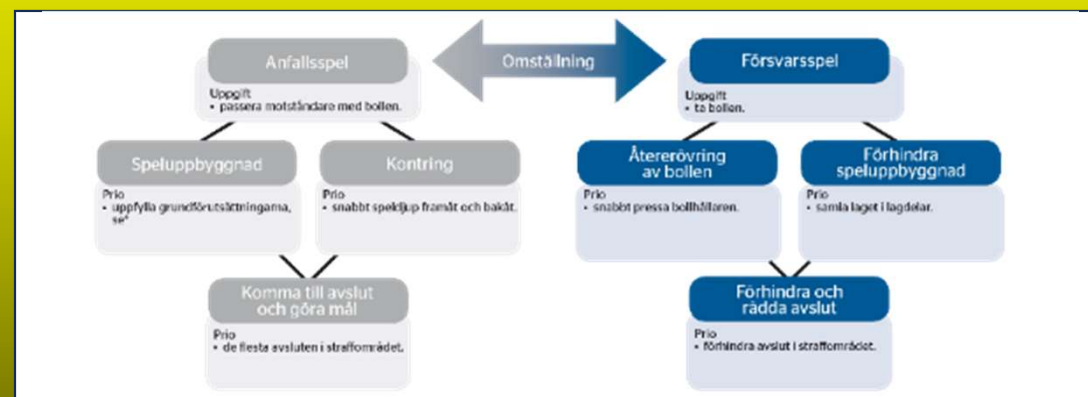 Anfallsspel
Uppgift
• passera motståndare med bollen.
Omställning
Försvarsspel
Uppgift
• ta bollen.
Speluppbyggnad
Prio
• uppfylla grundförutsättningarna,
se*
Kontring
Prio
• snabbt speldjup framåt och bakåt.
Återerövring
av bollen
Prio
• snabbt pressa bollhållaren.
Förhindra
speluppbyggnad
Prio
• samla laget i lagdelar.
Komma till avslut
och göra mål
Prio
• de flesta avsluten i straffområdet.
Förhindra och
rädda avslut
Prio
• förhindra avslut i straffområdet.